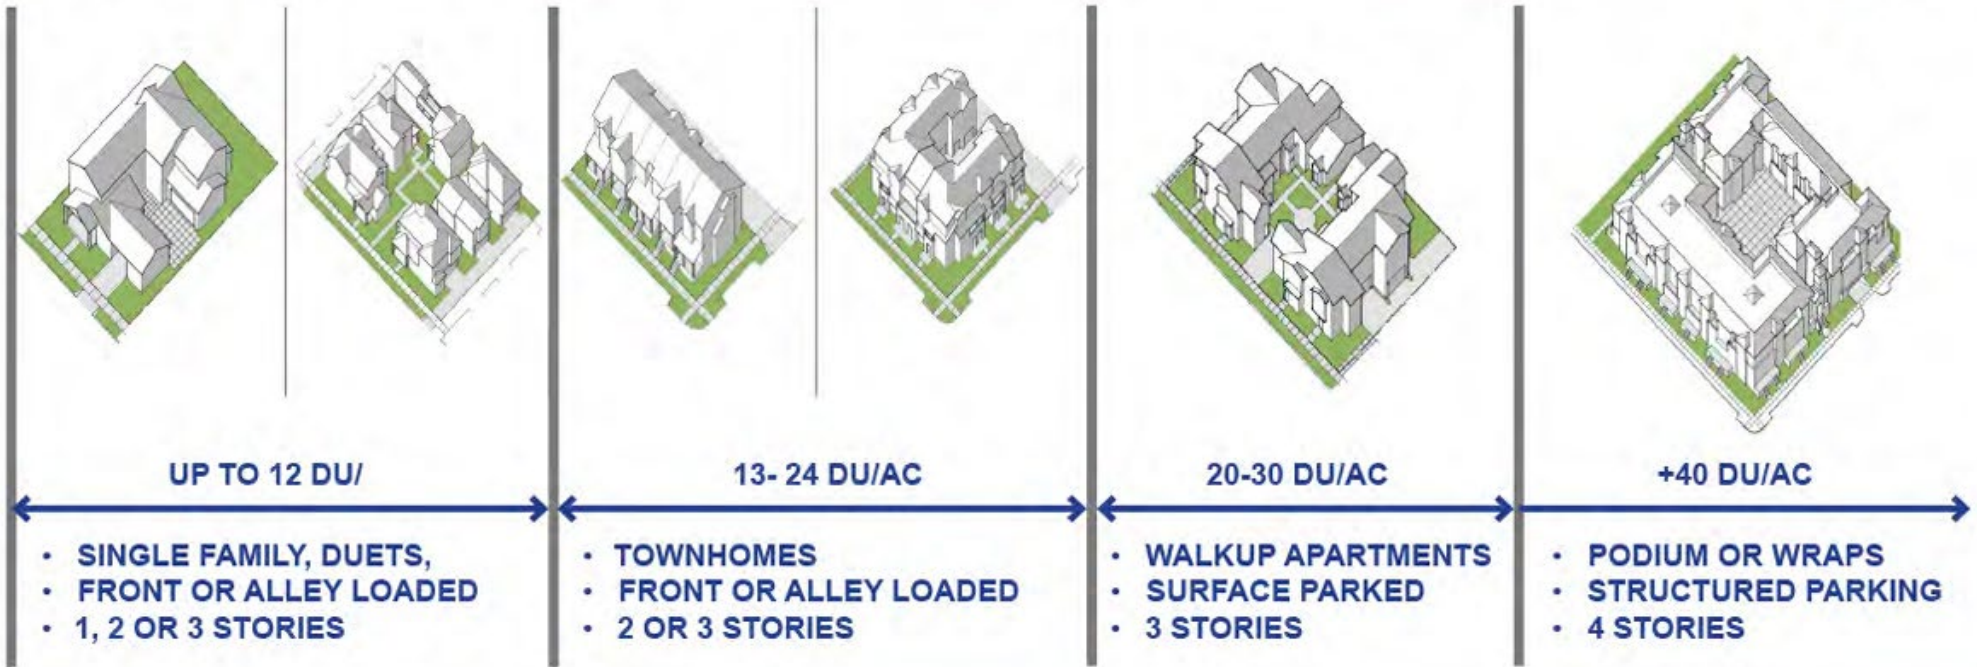 UP TO 12 DU/
• SINGLE FAMILY, DUETS,
• FRONT OR ALLEY LOADED
• 1, 2 OR 3 STORIES
13- 24 DU/AC
• TOWNHOMES
• FRONT OR ALLEY LOADED
• 2 OR 3 STORIES
20-30 DU/AC
• WALKUP APARTMENTS
• SURFACE PARKED
• 3 STORIES
+40 DU/AC
• PODIUM OR WRAPS
• STRUCTURED PARKING
• 4 STORIES